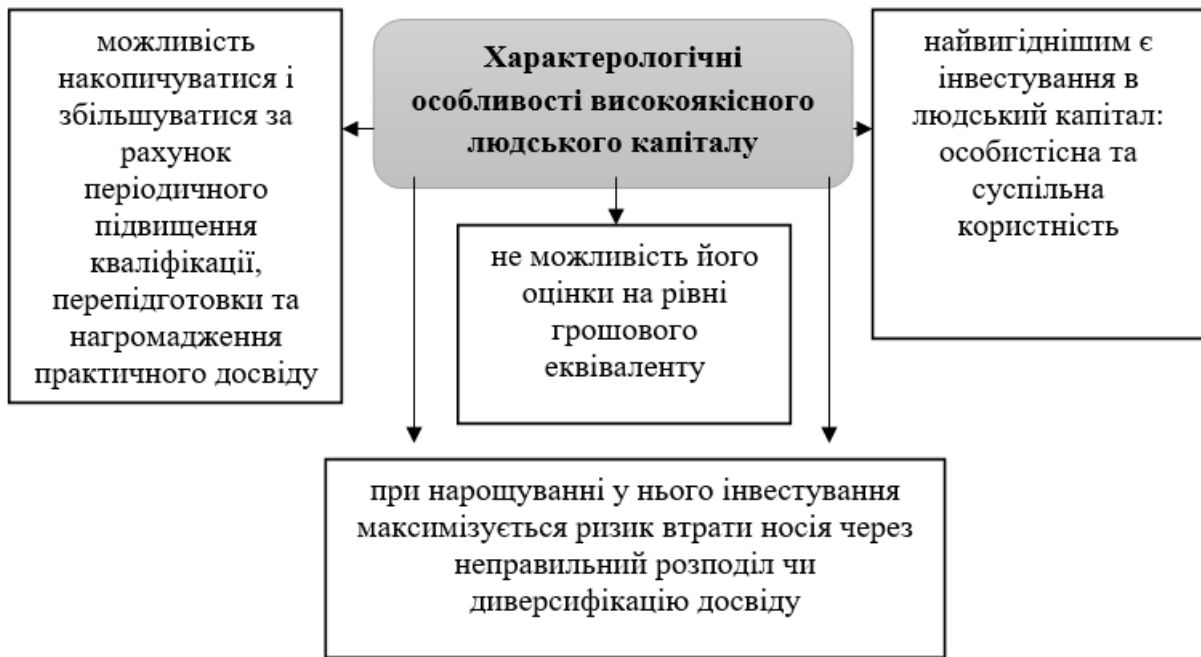 Характерологічні
особливості високоякісного
людського капіталу
можливість
накопичуватися і
збільшуватися за
рахунок
періодичного
підвищення
кваліфікації,
перепідготовки та
нагромадження
практичного досвіду
не можливість його
оцінки на рівні
грошового
еквіваленту
найвигіднішим є
інвестування в
людський капітал:
особистісна та
суспільна
користність
при нарощуванні у нього інвестування
максимізується ризик втрати носія через
неправильний розподіл чи
диверсифікацію досвіду